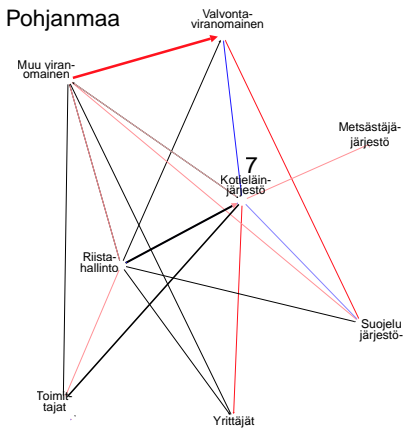 Pohjanmaa
Valvonta-
viranomainen
Muu viran-
omainen
Metsästäjä-
järjestö
7
Kotieläin-
järjestö
Riista-
hallinto
Suojelu
järjestö-
Toimit-
tajat
Yrittäjät